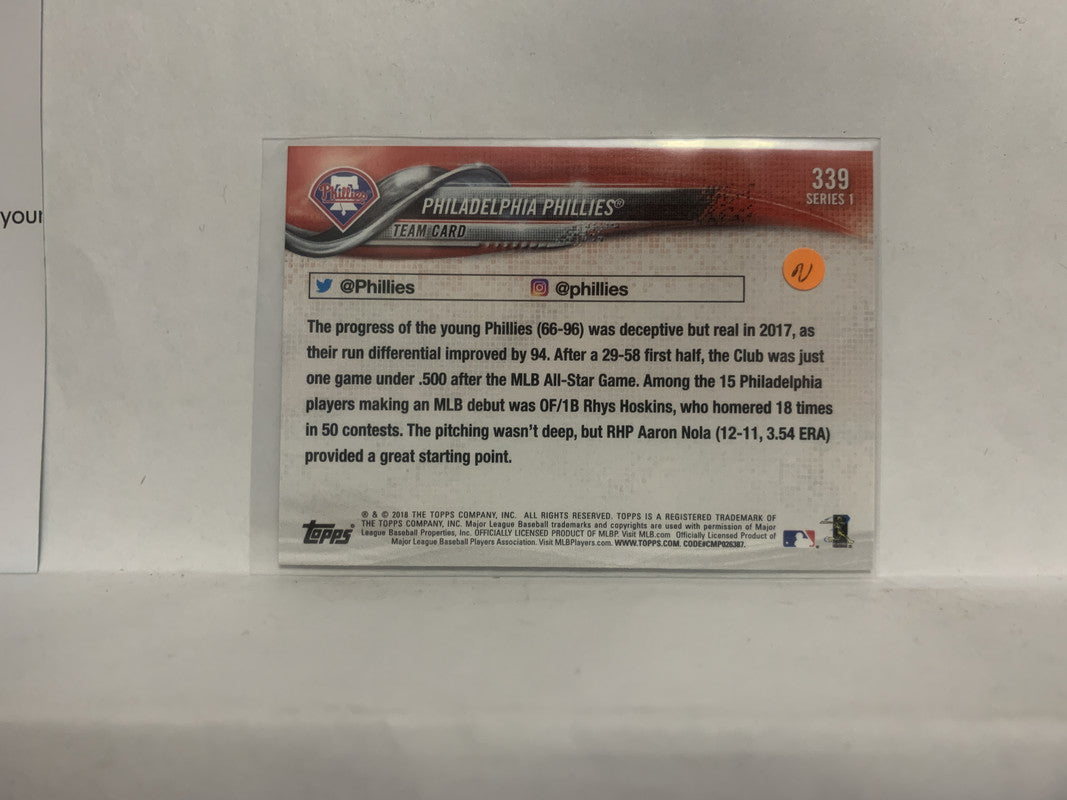 your
Phillies
PHILADELPHIA PHILLIES®
TEAM CARD
339
SERIES 1
@Phillies @phillies
The progress of the young Phillies (66-96) was deceptive but real in 2017, as
their run differential improved by 94. After a 29-58 first half, the Club was just
one game under .500 after the MLB All-Star Game. Among the 15 Philadelphia
players making an MLB debut was OF/1B Rhys Hoskins, who homered 18 times
in 50 contests. The pitching wasn't deep, but RHP Aaron Nola (12-11, 3.54 ERA)
provided a great starting point.
topps
® & © 2018 THE TOPPS COMPANY, INC. ALL RIGHTS RESERVED. TOPPS IS A REGISTERED TRADEMARK OF
THE TOPPS COMPANY, INC. Major League Baseball trademarks and copyrights are used with permission of Major
League Baseball Properties, Inc. OFFICIALLY LICENSED PRODUCT OF MLBP. Visit MLB.com Officially Licensed Product of
Major League Baseball Players Association. Visit MLBPlayers.com. WWW.TOPPS.COM. CODE#CMP026387.